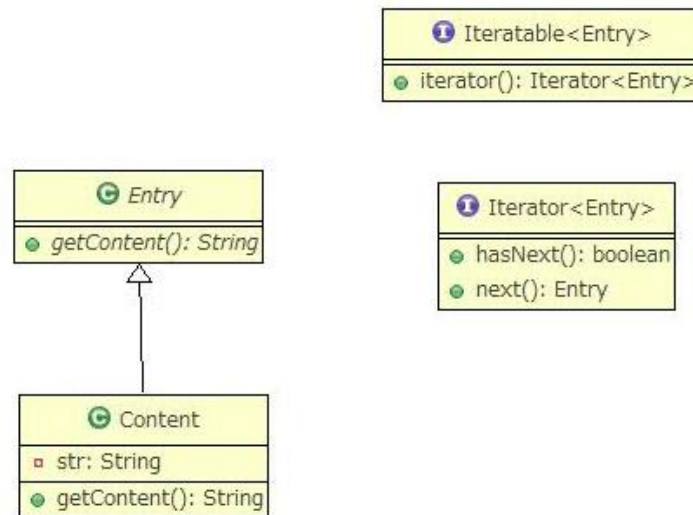 Iteratable<Entry>
iterator(): Iterator<Entry>
Entry
getContent(): String
Iterator<Entry>
hasNext(): boolean
next(): Entry
Content
str: String
getContent(): String